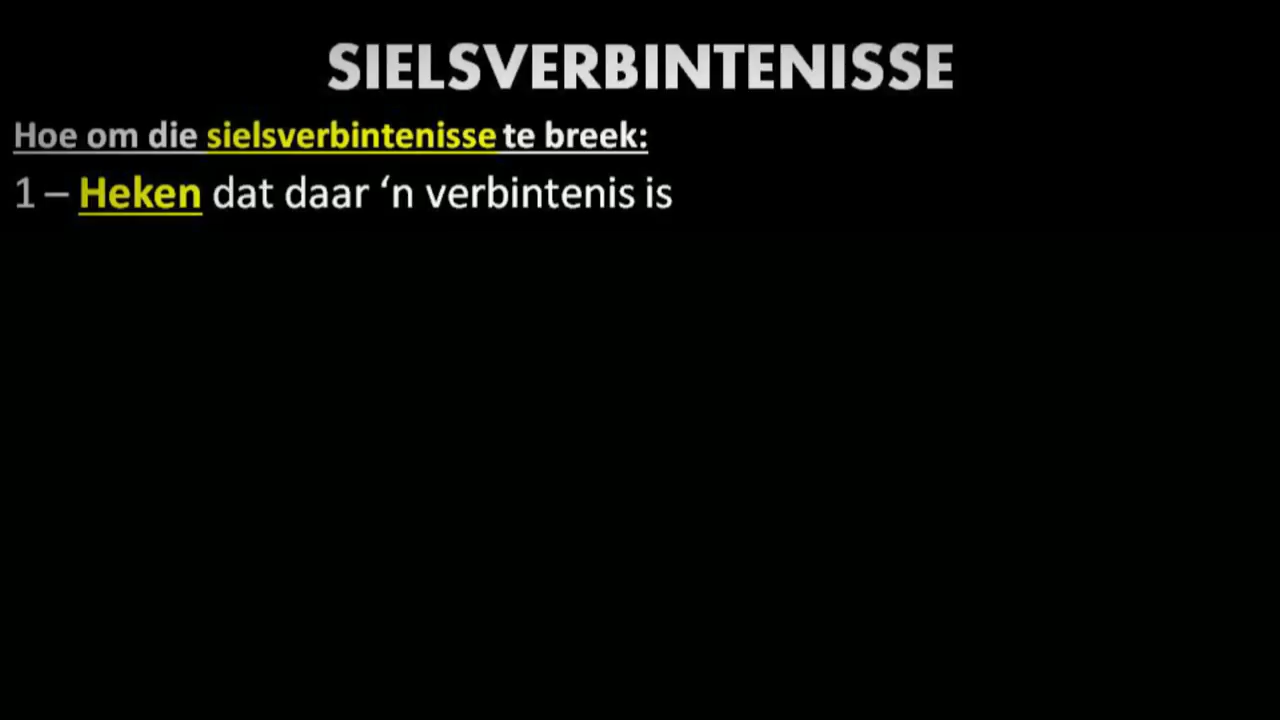 SIELSVERBINTENISSE
Hoe om die sielsverbintenisse te breek:
1 – Heken dat daar ‘n verbintenis is